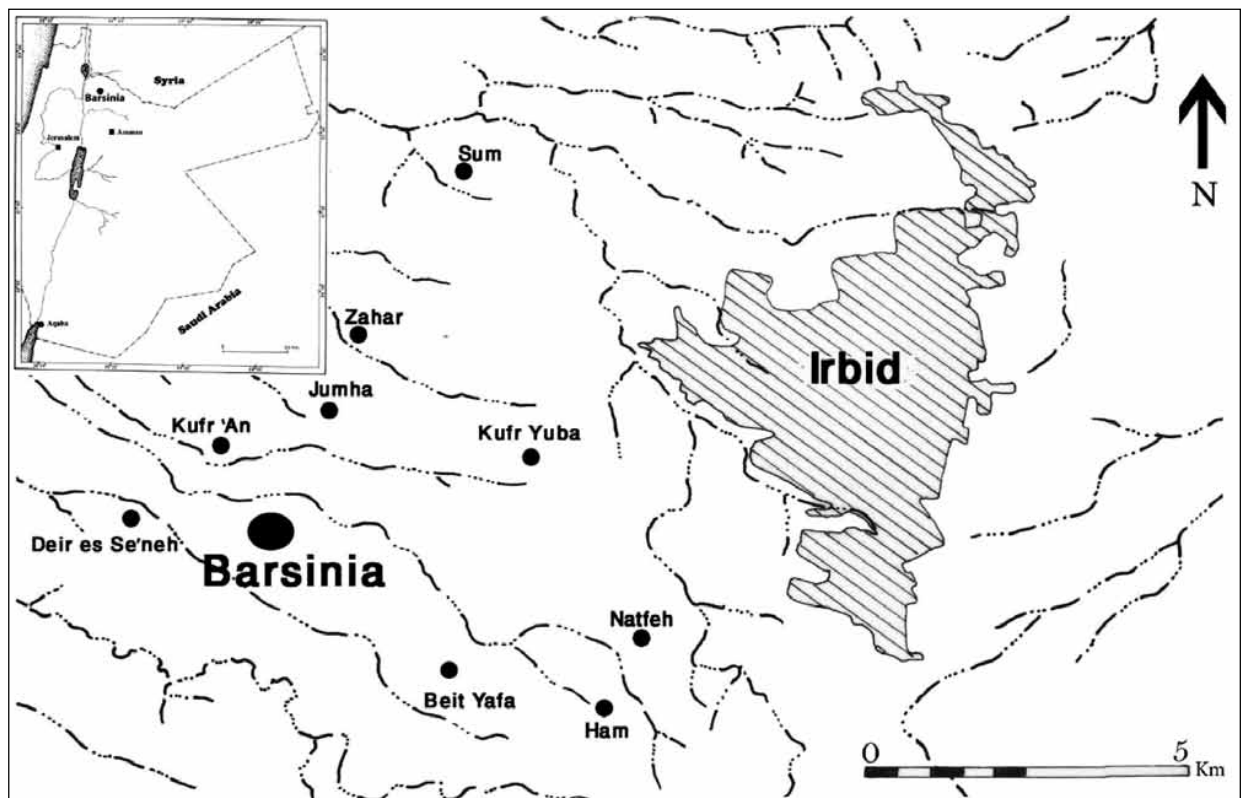 Syria
Barsinia
Jerusalem
Amman
Saudi Arabia
Aqaba
N
Sum
Zahar
Irbid
Jumha
Kufr 'An
Kufr Yuba
Deir es Se'neh
Barsinia
Natfeh
Beit Yafa
Ham
0 5
Km